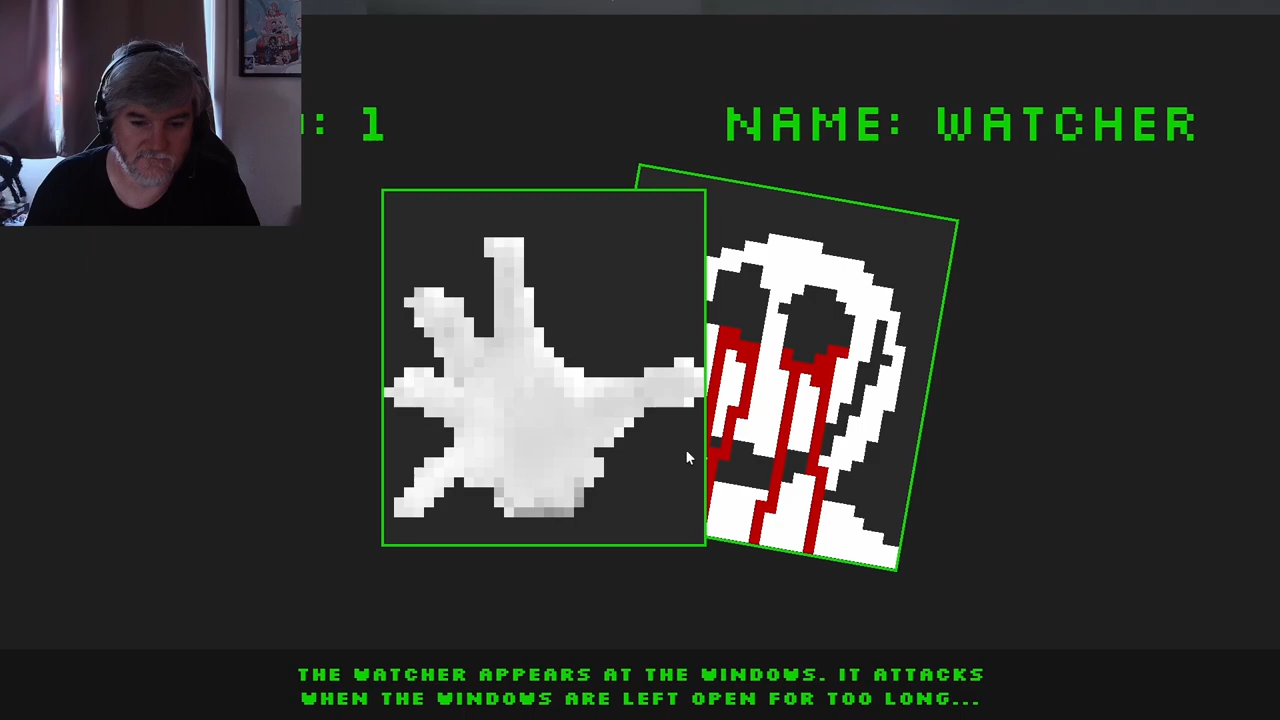 : 1
NAME: WATCHER
THE WATCHER APPEARS AT THE WINDOWS. IT ATTACKS
WHEN THE WINDOWS ARE LEFT OPEN FOR TOO LONG...